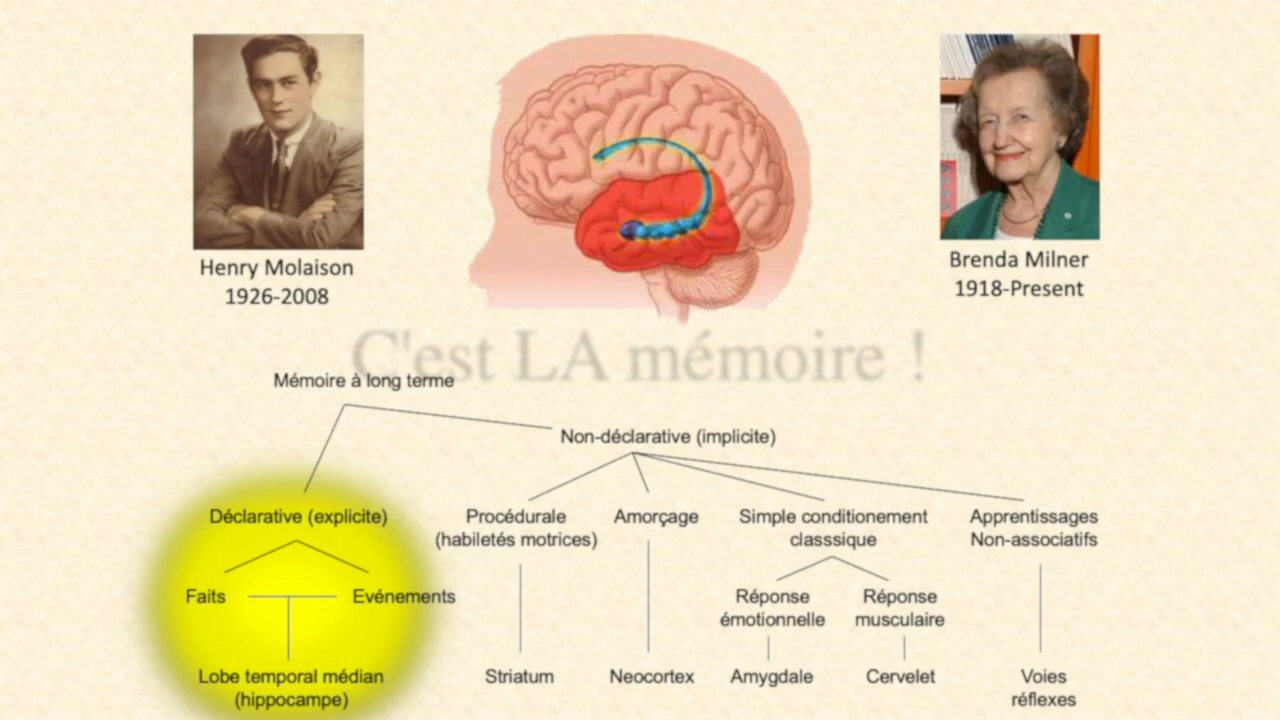 Henry Molaison
1926-2008
Brenda Milner
1918-Present
C'est LA mémoire !
Mémoire à long terme
Non-déclarative (implicite)
Déclarative (explicite)
Procédurale
(habiletés motrices)
Amorçage
Simple conditionement
classsique
Apprentissages
Non-associatifs
Faits
Evénements
Réponse
émotionnelle
Réponse
musculaire
Lobe temporal médian
(hippocampe)
Striatum
Neocortex
Amygdale
Cervelet
Voies
réflexes